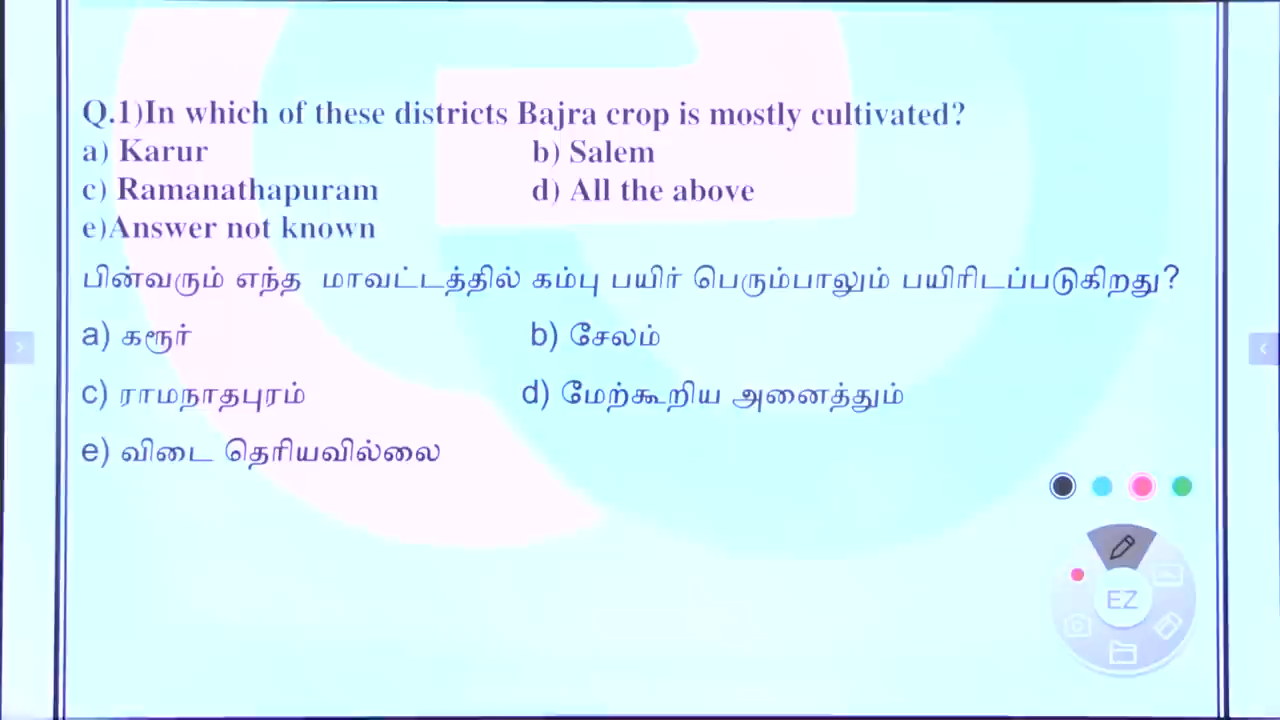 Q.1)In which of these districts Bajra crop is mostly cultivated?
a) Karur b) Salem
c) Ramanathapuram d) All the above
e)Answer not known
பின்வரும் எந்த மாவட்டத்தில் கம்பு பயிர் பெரும்பாலும் பயிரிடப்படுகிறது?
a) கரூர் b) சேலம்
c) ராமநாதபுரம் d) மேற்கூறிய அனைத்தும்
e) விடை தெரியவில்லை
EZ